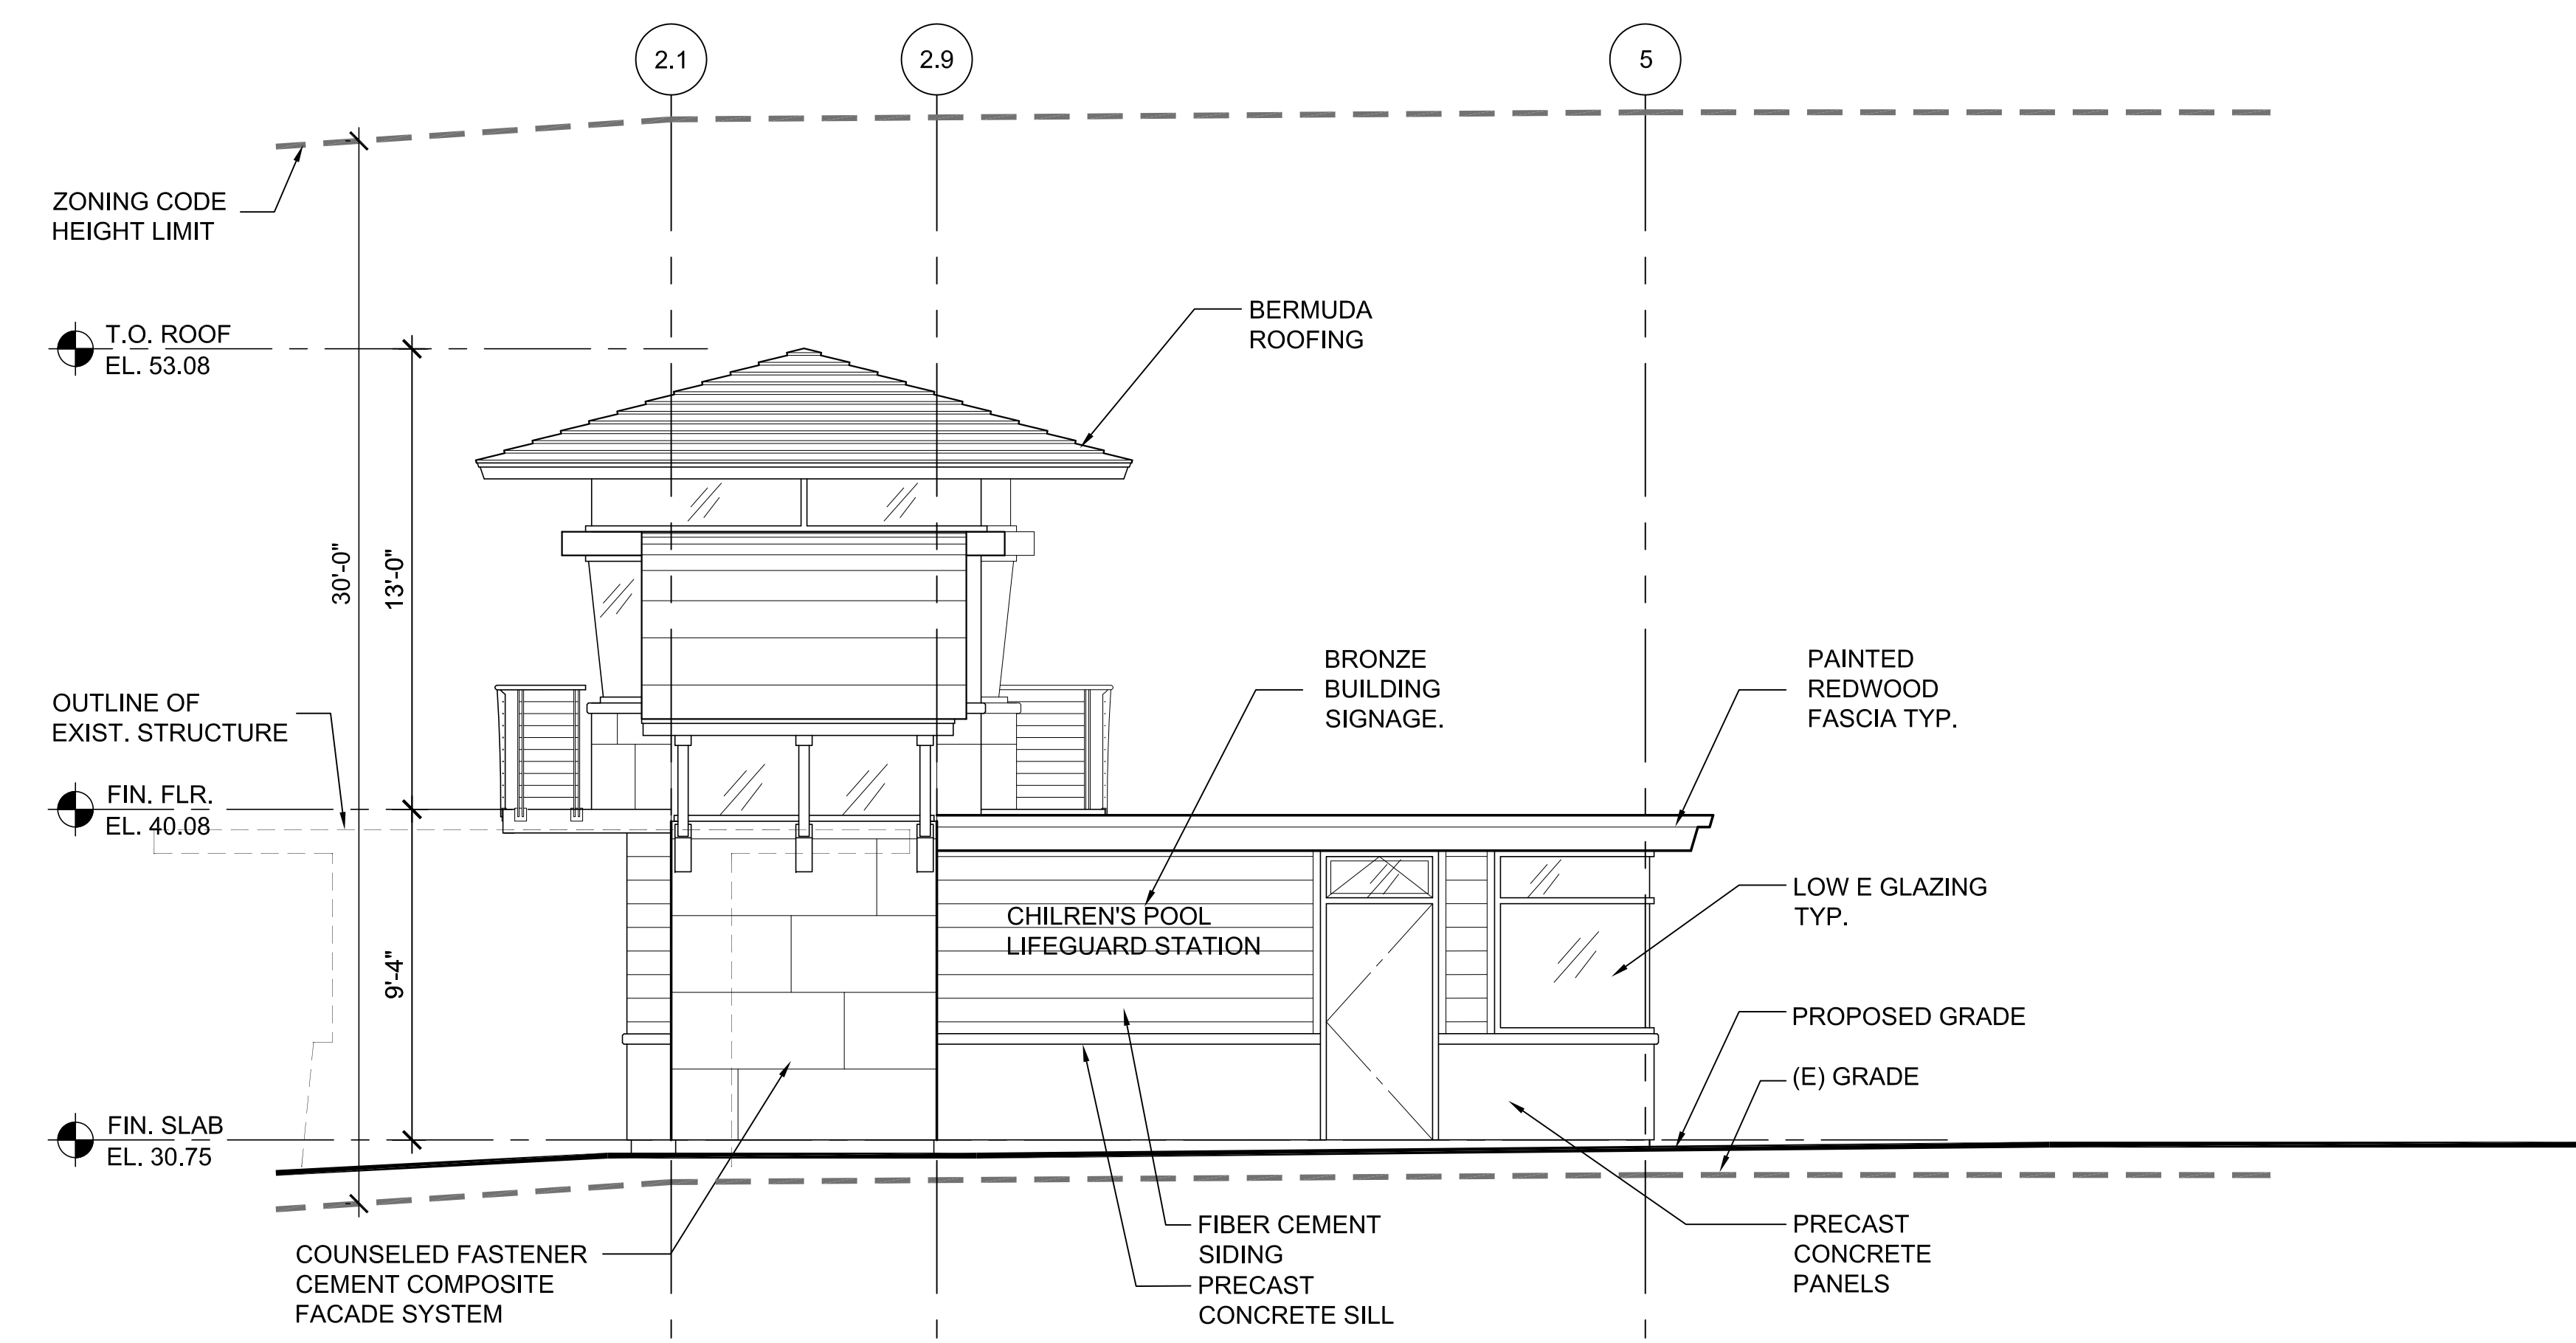 2.1
2.9
5
ZONING CODE
HEIGHT LIMIT
T.O. ROOF
EL. 53.08
BERMUDA
ROOFING
30'-0"
13'-0"
BRONZE
BUILDING
SIGNAGE.
PAINTED
REDWOOD
FASCIA TYP.
OUTLINE OF
EXIST. STRUCTURE
FIN. FLR.
EL. 40.08
9'-4"
CHILREN'S POOL
LIFEGUARD STATION
LOW E GLAZING
TYP.
PROPOSED GRADE
(E) GRADE
FIN. SLAB
EL. 30.75
COUNSELED FASTENER
CEMENT COMPOSITE
FACADE SYSTEM
FIBER CEMENT
SIDING
PRECAST
CONCRETE SILL
PRECAST
CONCRETE
PANELS